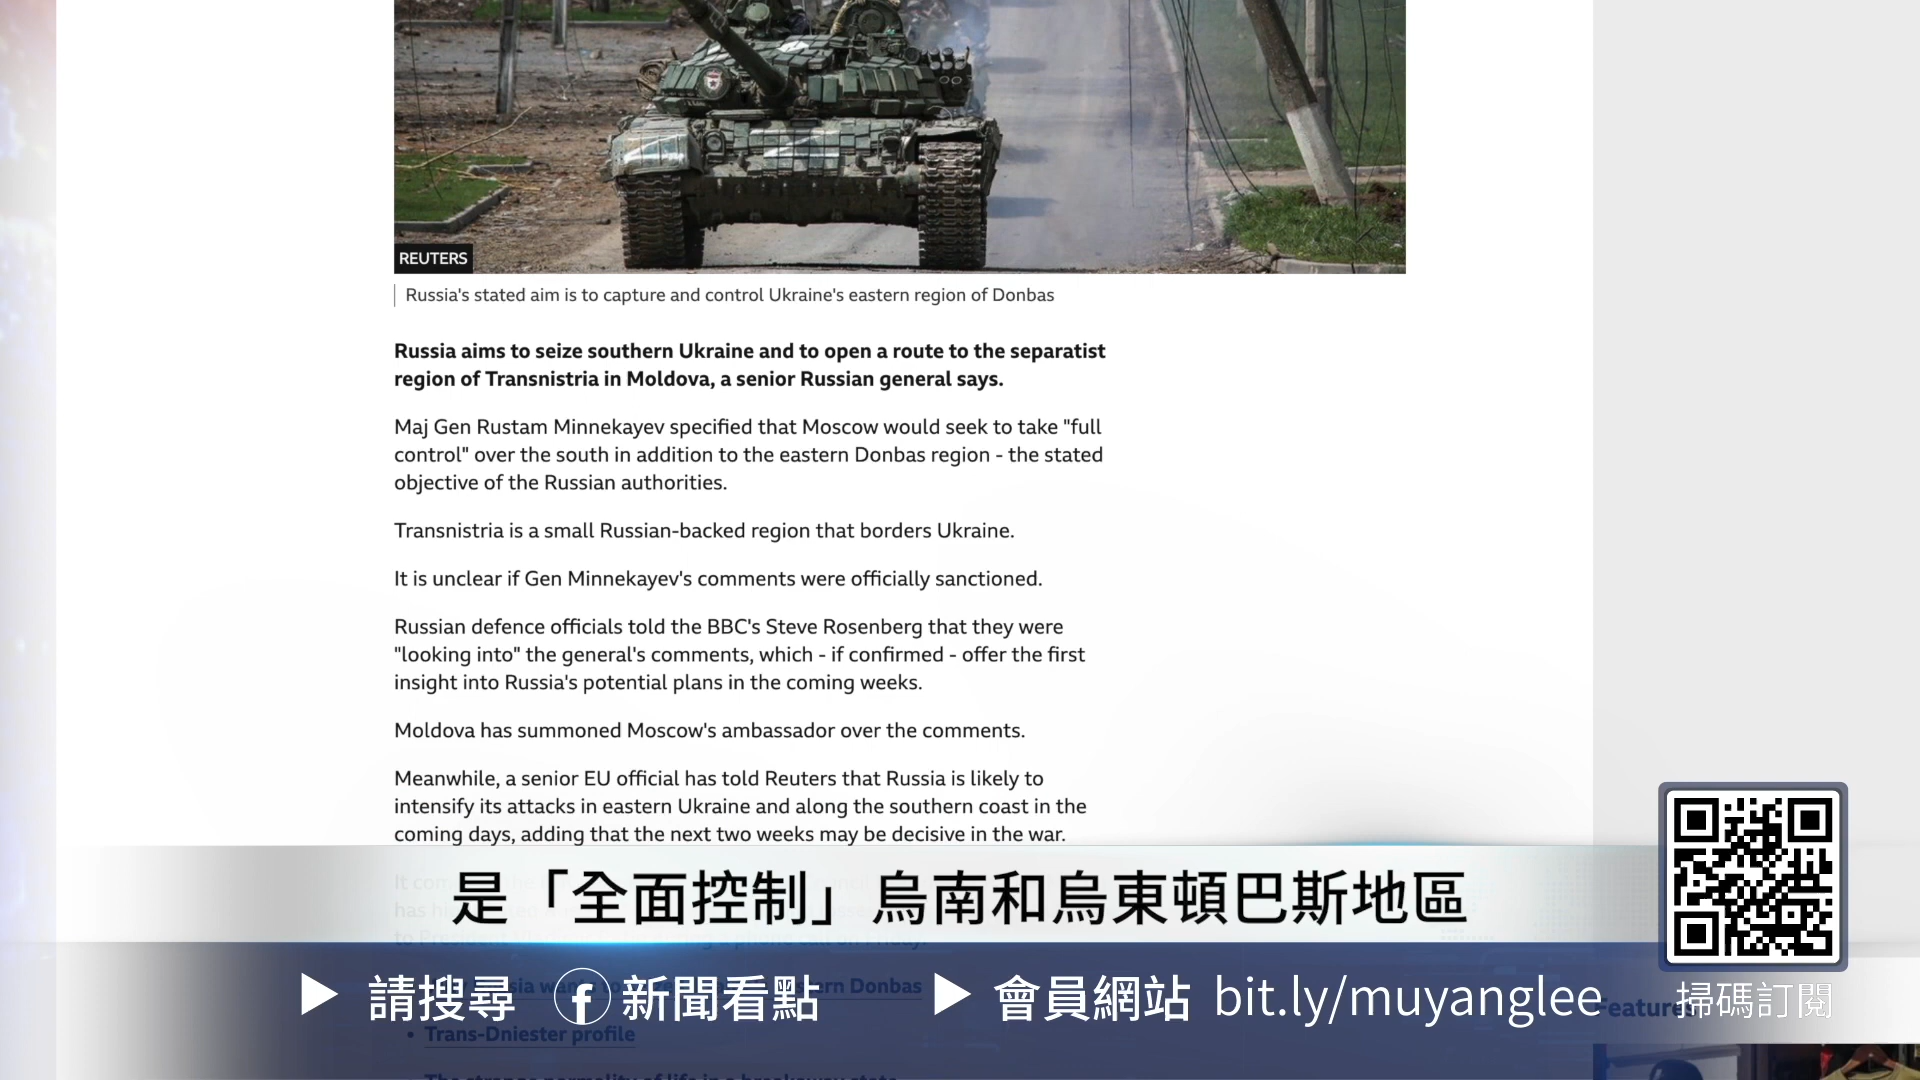 REUTERS
Russia's stated aim is to capture and control Ukraine's eastern region of Donbas
Russia aims to seize southern Ukraine and to open a route to the separatist
region of Transnistria in Moldova, a senior Russian general says.
Maj Gen Rustam Minnekayev specified that Moscow would seek to take "full
control" over the south in addition to the eastern Donbas region - the stated
objective of the Russian authorities.
Transnistria is a small Russian-backed region that borders Ukraine.
It is unclear if Gen Minnekayev's comments were officially sanctioned.
Russian defence officials told the BBC's Steve Rosenberg that they were
"looking into" the general's comments, which - if confirmed - offer the first
insight into Russia's potential plans in the coming weeks.
Moldova has summoned Moscow's ambassador over the comments.
Meanwhile, a senior EU official has told Reuters that Russia is likely to
intensify its attacks in eastern Ukraine and along the southern coast in the
coming days, adding that the next two weeks may be decisive in the war.
是「全面控制」烏南和烏東頓巴斯地區
Donbas
請搜尋 f 新聞看點 會員網站 bit.ly/muyanglee 掃碼訂閱
• Trans-Dniester profile